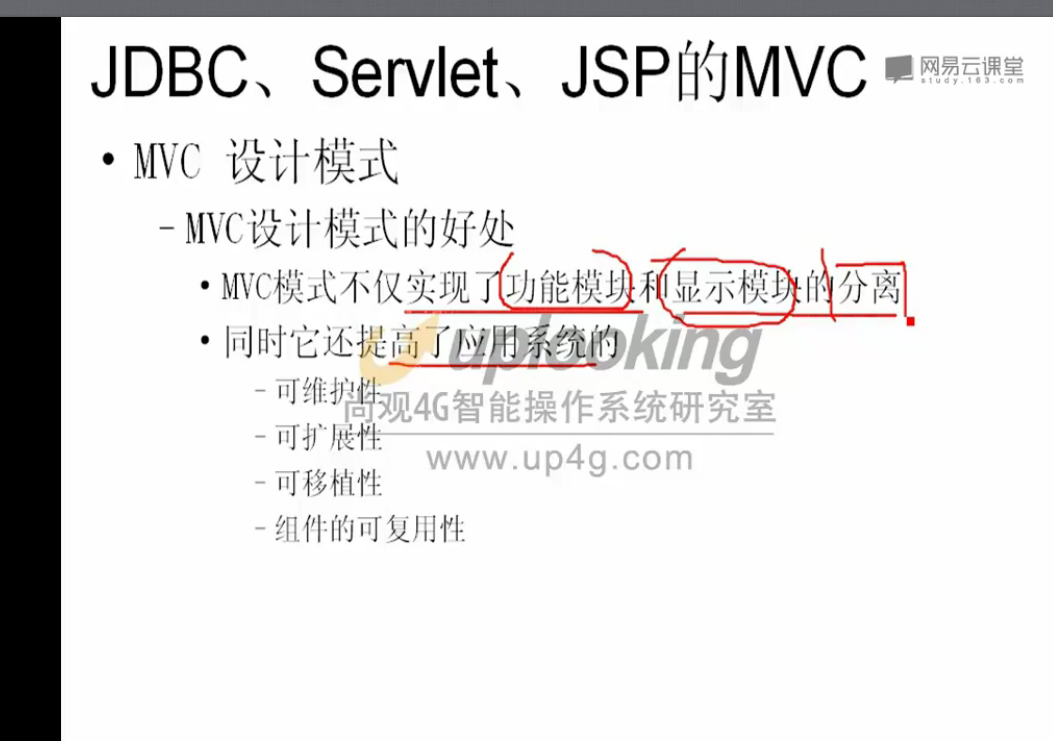 JDBC、Servlet、JSP的MVC
网易云课堂
study.163.com
• MVC 设计模式
–MVC设计模式的好处
• MVC模式不仅实现了功能模块和显示模块的分离
• 同时它还提高了应用系统的
uplooking
– 可维护性
尚观4G智能操作系统研究室
– 可扩展性
www.up4g.com
– 可移植性
– 组件的可复用性